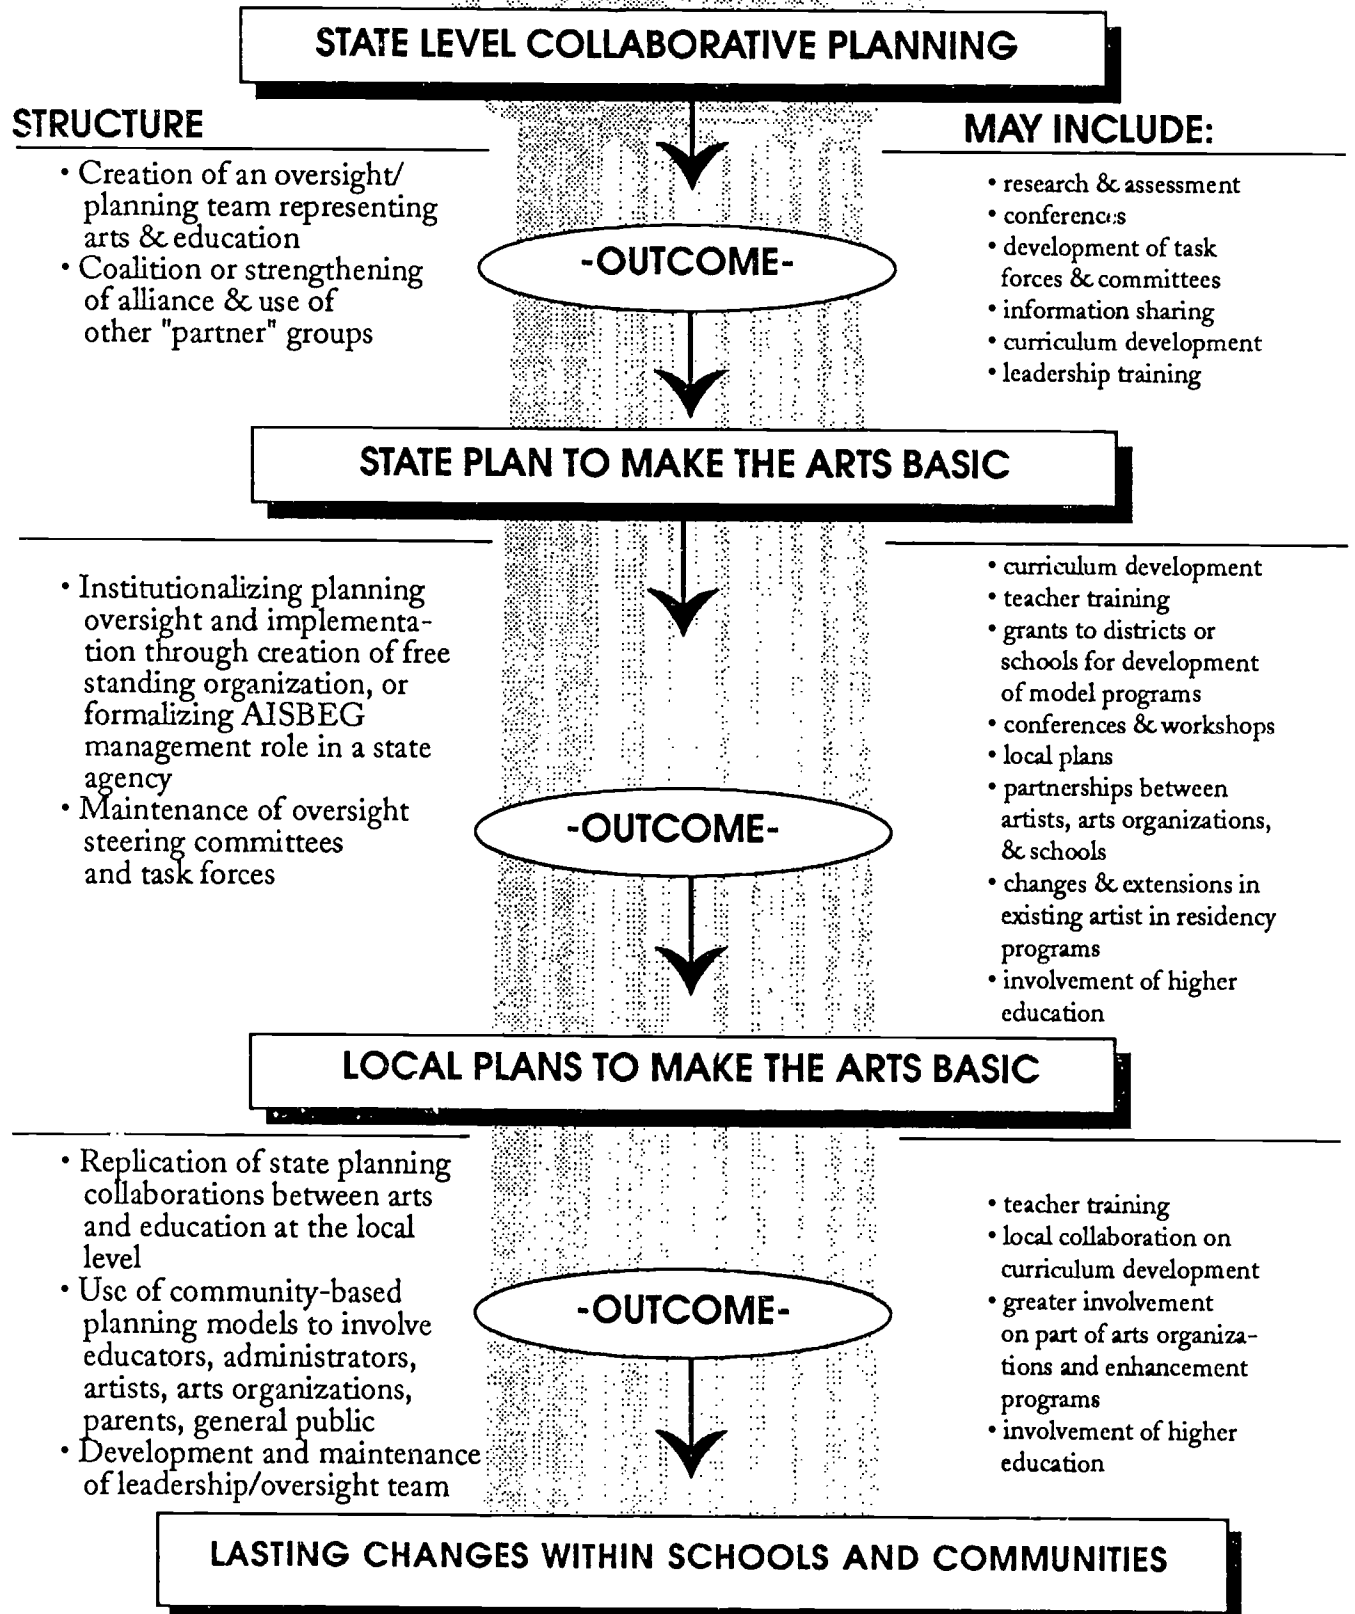 STATE LEVEL COLLABORATIVE PLANNING
STRUCTURE
• Creation of an oversight/
planning team representing
arts & education
• Coalition or strengthening
of alliance & use of
other "partner" groups
-OUTCOME-
MAY INCLUDE:
• research & assessment
• conferences
• development of task
forces & committees
• information sharing
• curriculum development
• leadership training
STATE PLAN TO MAKE THE ARTS BASIC
• Institutionalizing planning
oversight and implementa-
tion through creation of free
standing organization, or
formalizing AISBEG
management role in a state
agency
• Maintenance of oversight
steering committees
and task forces
-OUTCOME-
• curriculum development
• teacher training
• grants to districts or
schools for development
of model programs
• conferences & workshops
• local plans
• partnerships between
artists, arts organizations,
& schools
• changes & extensions in
existing artist in residency
programs
• involvement of higher
education
LOCAL PLANS TO MAKE THE ARTS BASIC
• Replication of state planning
collaborations between arts
and education at the local
level
• Use of community-based
planning models to involve
educators, administrators,
artists, arts organizations,
parents, general public
• Development and maintenance
of leadership/oversight team
-OUTCOME-
• teacher training
• local collaboration on
curriculum development
• greater involvement
on part of arts organiza-
tions and enhancement
programs
• involvement of higher
education
LASTING CHANGES WITHIN SCHOOLS AND COMMUNITIES